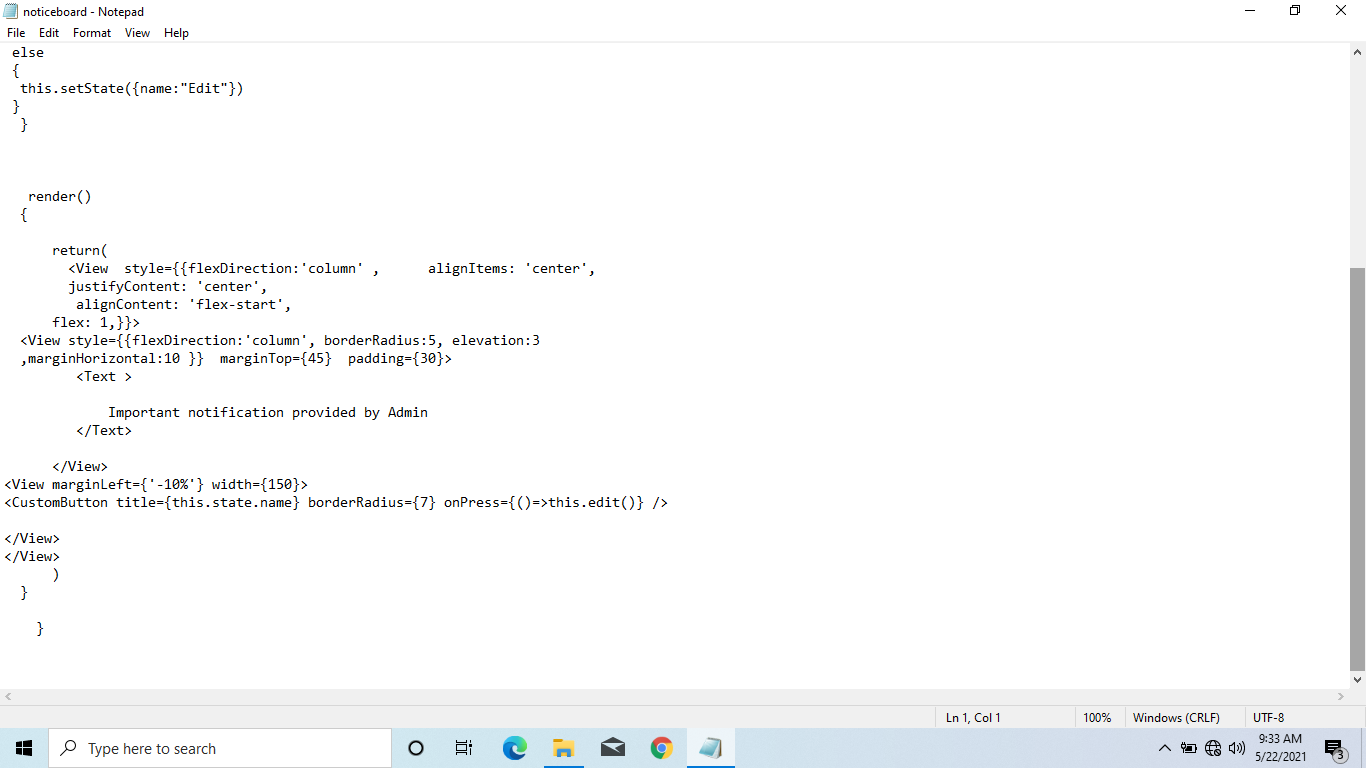 noticeboard - Notepad
File Edit Format View Help
else
{
this.setState({name:"Edit"})
}
}
render()
{
return(
<View  style={{flexDirection:'column' ,      alignItems: 'center',
justifyContent: 'center',
alignContent: 'flex-start',
flex: 1,}}>
<View style={{flexDirection:'column', borderRadius:5, elevation:3
,marginHorizontal:10 }}  marginTop={45}  padding={30}>
<Text >
Important notification provided by Admin
</Text>
</View>
<View marginLeft={'-10%'} width={150}>
<CustomButton title={this.state.name} borderRadius={7} onPress={()=>this.edit()} />
</View>
</View>
)
}
}
Ln 1, Col 1 100% Windows (CRLF) UTF-8
Type here to search
9:33 AM
5/22/2021
3